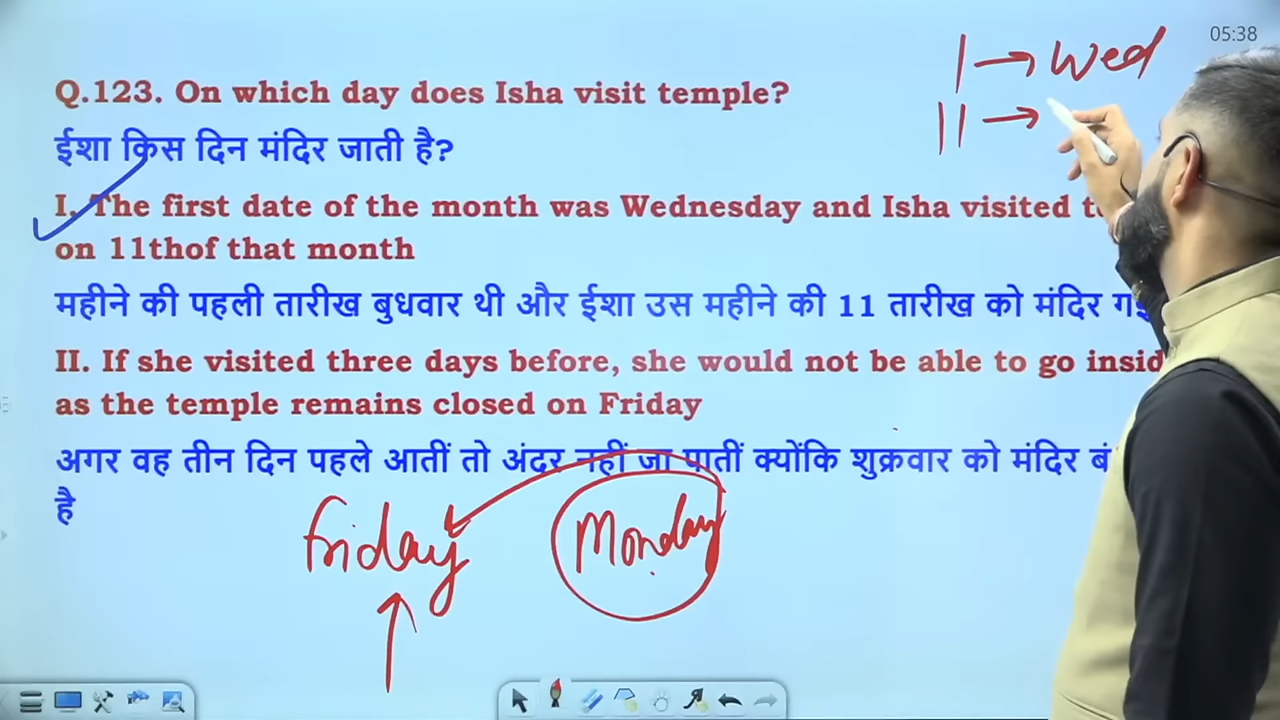 05:38
1 → Wed
11 →
Q.123. On which day does Isha visit temple?
ईशा किस दिन मंदिर जाती है?
I. The first date of the month was Wednesday and Isha visited
on 11thof that month
महीने की पहली तारीख बुधवार थी और ईशा उस महीने की 11 तारीख को मंदिर
II. If she visited three days before, she would not be able to go
as the temple remains closed on Friday
अगर वह तीन दिन पहले आतीं तो अंदर नहीं जा पातीं क्योंकि शुक्रवार को मंदिर
है
friday
Monday